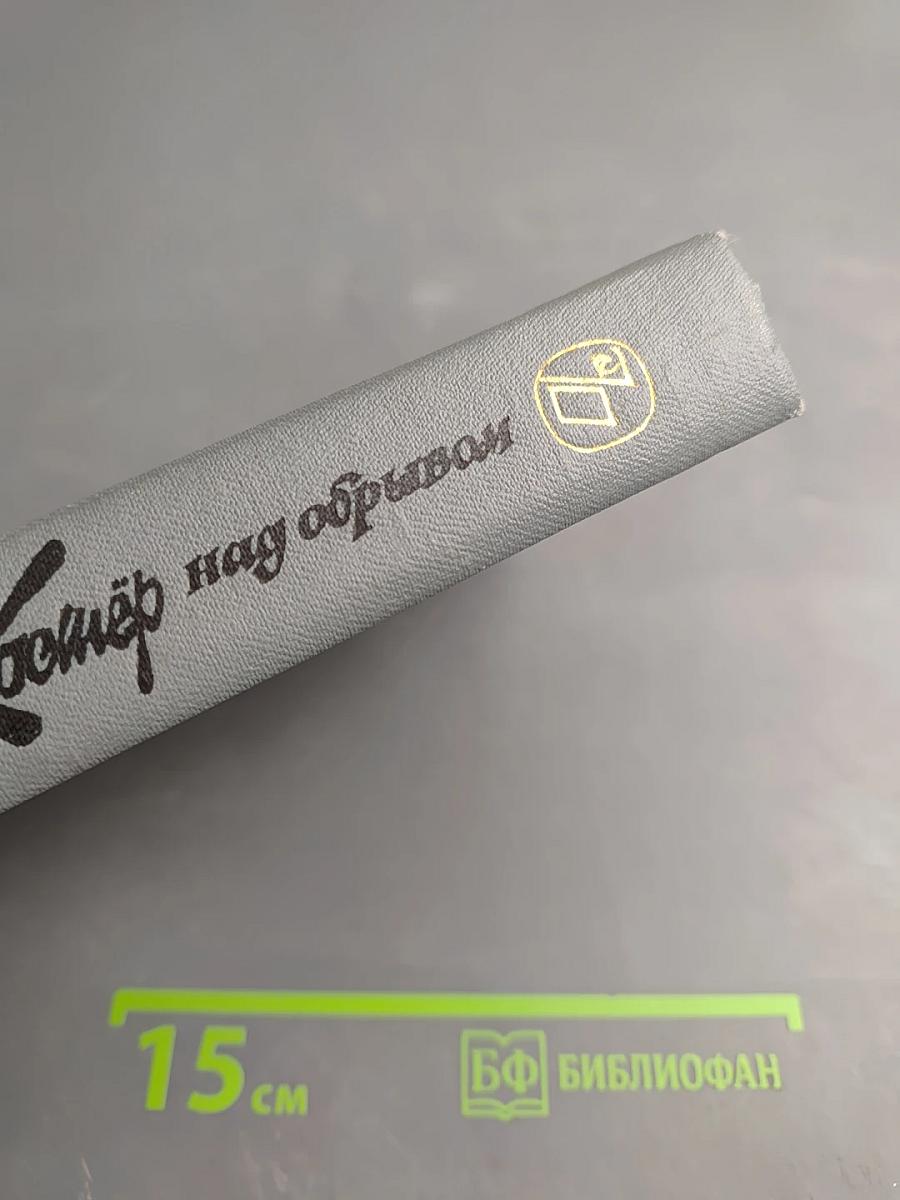 Костёр над обрывом
15 см
БФ БИБЛИОФАН